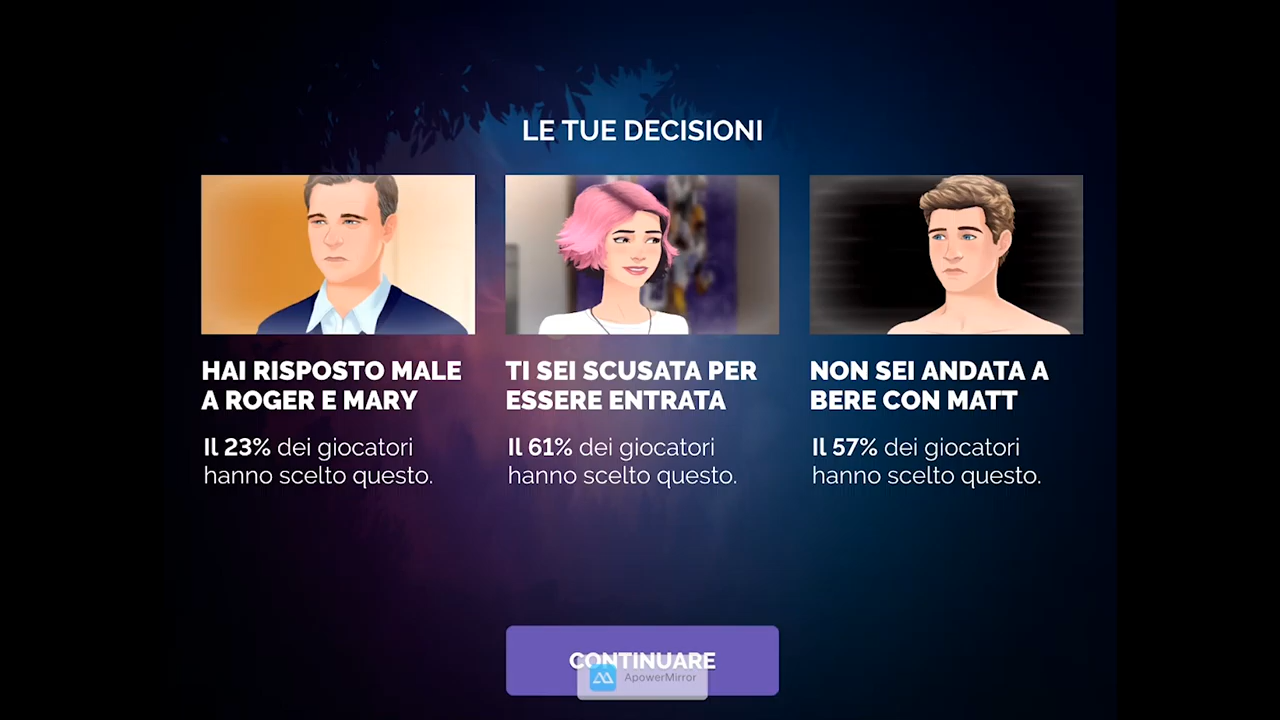 LE TUE DECISIONI
HAI RISPOSTO MALE
A ROGER E MARY
Il 23% dei giocatori
hanno scelto questo.
TI SEI SCUSATA PER
ESSERE ENTRATA
Il 61% dei giocatori
hanno scelto questo.
NON SEI ANDATA A
BERE CON MATT
Il 57% dei giocatori
hanno scelto questo.
CONTINUARE
ApowerMirror